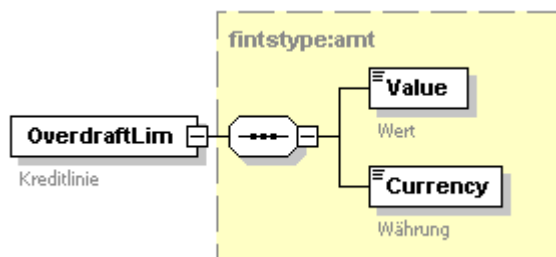 fintstype:amt
Value
Wert
OverdraftLim
Kreditlinie
Currency
Währung